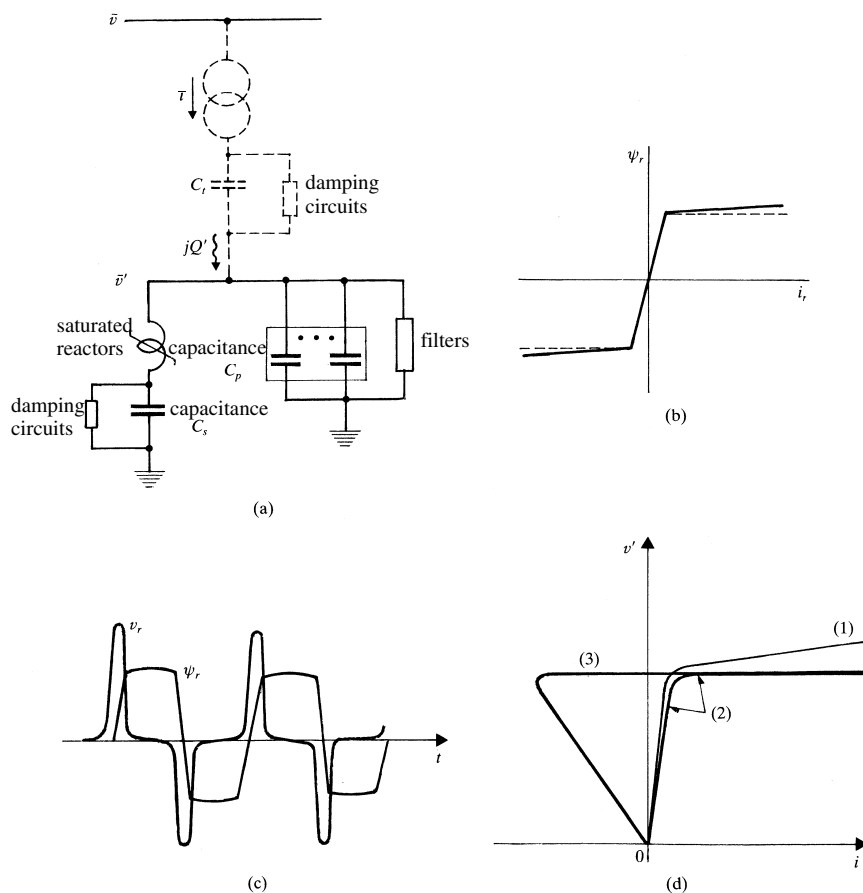 v̄
ῑ
C_t
damping
circuits
jQ'
v̄'
saturated
reactors
capacitance
C_p
filters
damping
circuits
capacitance
C_s
(a)
ψ_r
i_r
(b)
v_r
ψ_r
t
(c)
v'
(1)
(3)
(2)
0
i
(d)